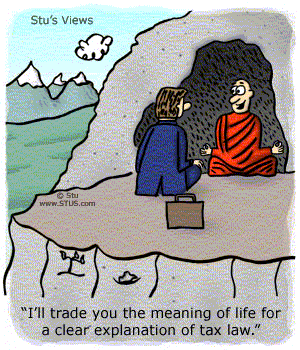 Stu's Views
© Stu
www.STUS.com
“I'll trade you the meaning of life for
a clear explanation of tax law.”